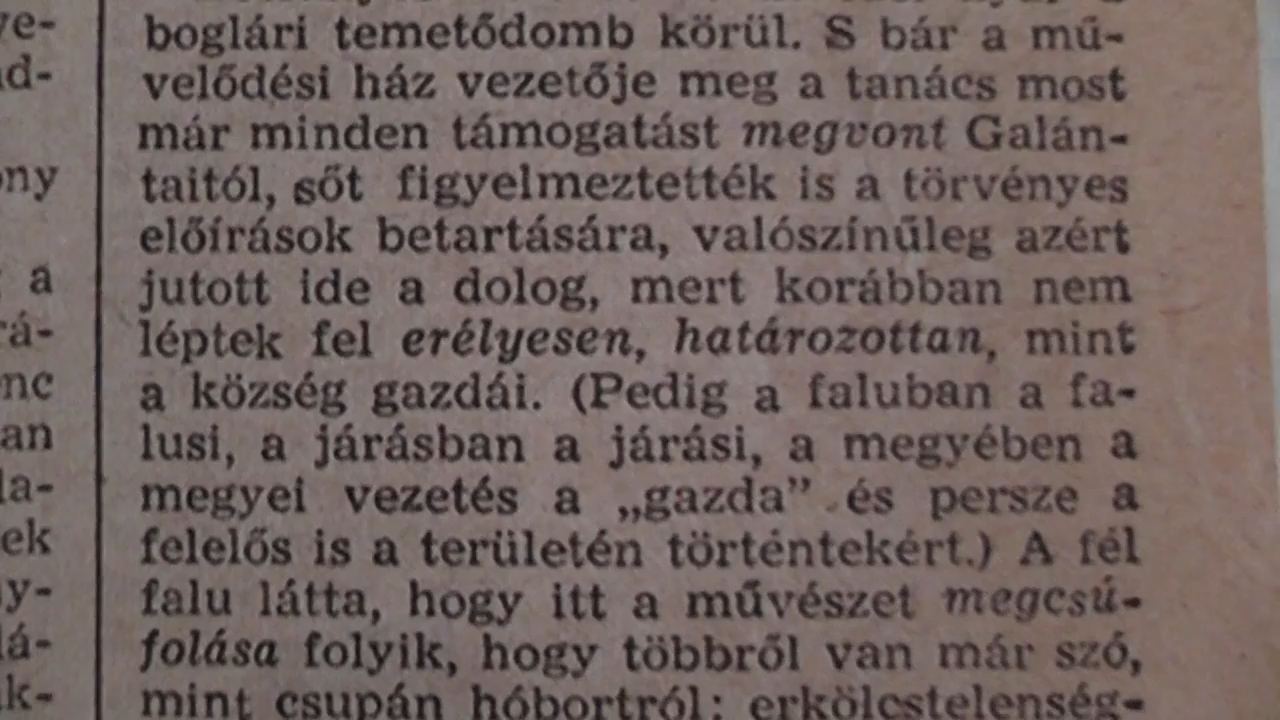 boglári temetődomb körül. S bár a mű-
velődési ház vezetője meg a tanács most
már minden támogatást megvont Galán-
taitól, sőt figyelmeztették is a törvényes
előírások betartására, valószínűleg azért
jutott ide a dolog, mert korábban nem
léptek fel erélyesen, határozottan, mint
a község gazdái. (Pedig a faluban a fa-
lusi, a járásban a járási, a megyében a
megyei vezetés a „gazda” és persze a
felelős is a területén történtekért.) A fél
falu látta, hogy itt a művészet megcsú-
folása folyik, hogy többről van már szó,
mint csupán hóbortról: erkölcstelenség-